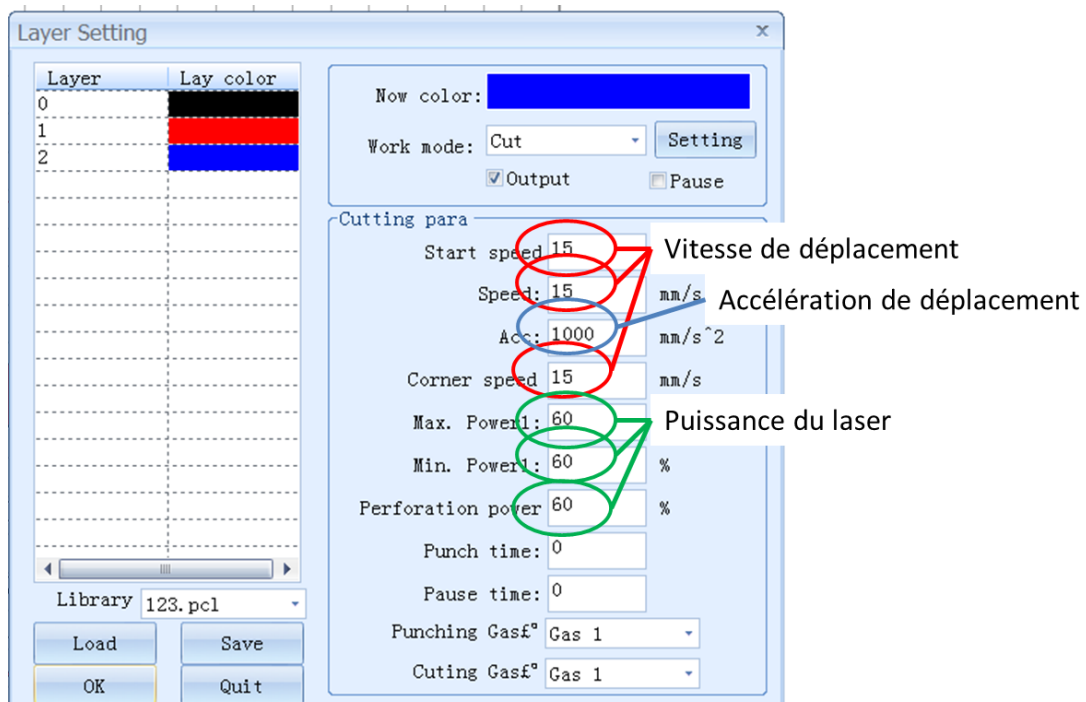 Layer Setting
x
Layer Lay color
0
1
2
Library 123.pcl
Load Save
OK Quit
Now color:
Work mode: Cut Setting
Output Pause
Cutting para
Start speed 15
Vitesse de déplacement
Speed: 15 mm/s
Accélération de déplacement
Acc: 1000 mm/s^2
Corner speed 15 mm/s
Max. Power1: 60
Puissance du laser
Min. Power1: 60 %
Perforation power 60 %
Punch time: 0
Pause time: 0
Punching Gas£º Gas 1
Cuting Gas£º Gas 1